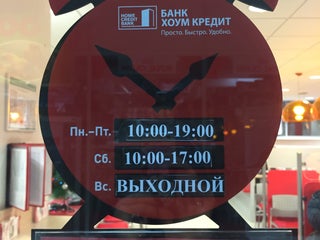 HOME
CREDIT
BANK
БАНК
ХОУМ КРЕДИТ
Просто. Быстро. Удобно.
Пн.–Пт. 10:00-19:00
Сб. 10:00-17:00
Вс. ВЫХОДНОЙ